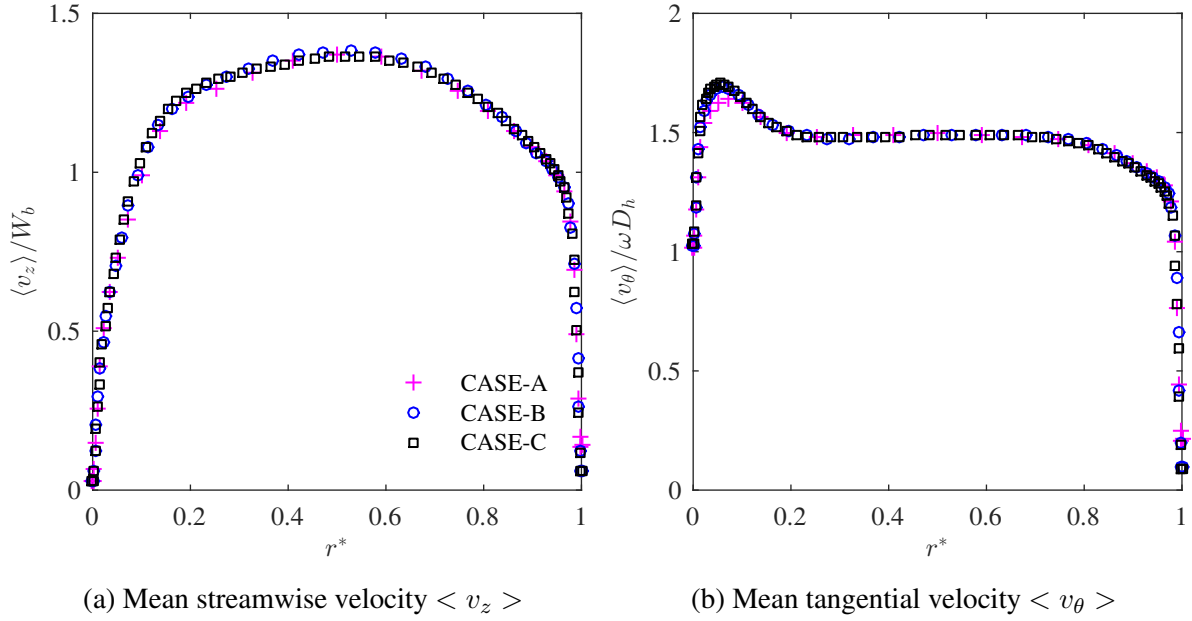 ⟨v_z⟩/W_b
1.5
1
0.5
0
CASE-A
CASE-B
CASE-C
0 0.2 0.4 0.6 0.8 1
r*
(a) Mean streamwise velocity < v_z >
⟨v_θ⟩/ωD_h
2
1.5
1
0.5
0
0 0.2 0.4 0.6 0.8 1
r*
(b) Mean tangential velocity < v_θ >